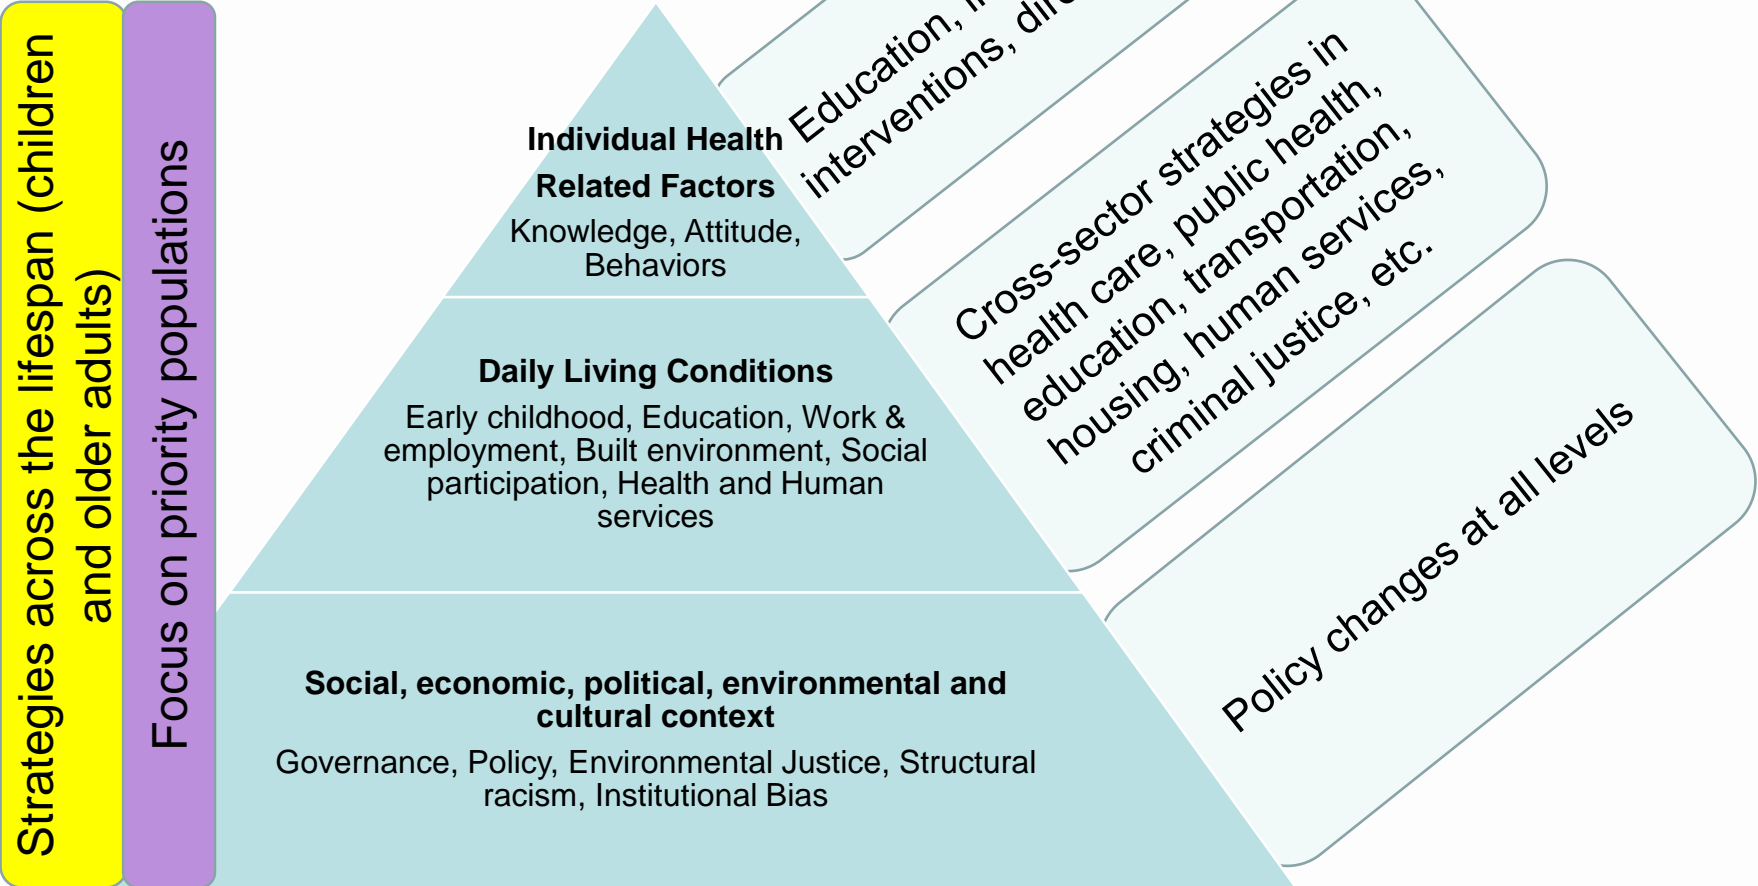 Strategies across the lifespan (children
and older adults)
Focus on priority populations
Individual Health
Related Factors
Knowledge, Attitude,
Behaviors
Daily Living Conditions
Early childhood, Education, Work &
employment, Built environment, Social
participation, Health and Human
services
Social, economic, political, environmental and
cultural context
Governance, Policy, Environmental Justice, Structural
racism, Institutional Bias
Education,
interventions,
Cross-sector strategies in
health care, public health,
education, transportation,
housing, human services,
criminal justice, etc.
Policy changes at all levels